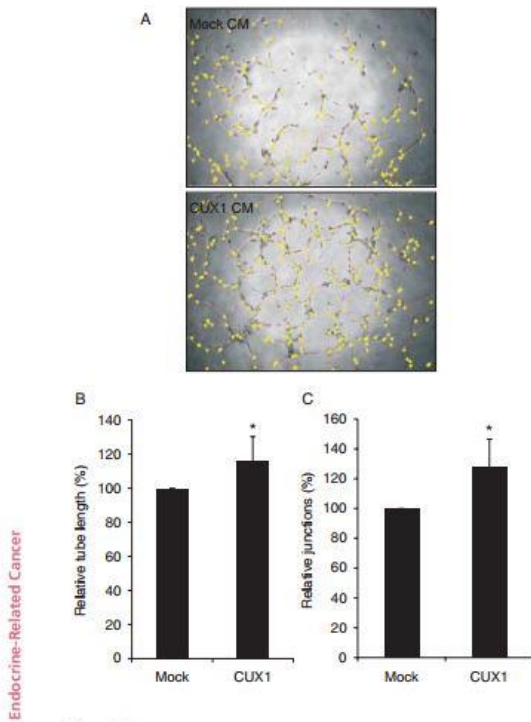 A
Mock CM
CUX1 CM
B
140
120
100
80
60
40
20
0
Relative tube length (%)
*
Mock
CUX1
C
160
140
120
100
80
60
40
20
0
Relative junctions (%)
*
Mock
CUX1
Endocrine-Related Cancer